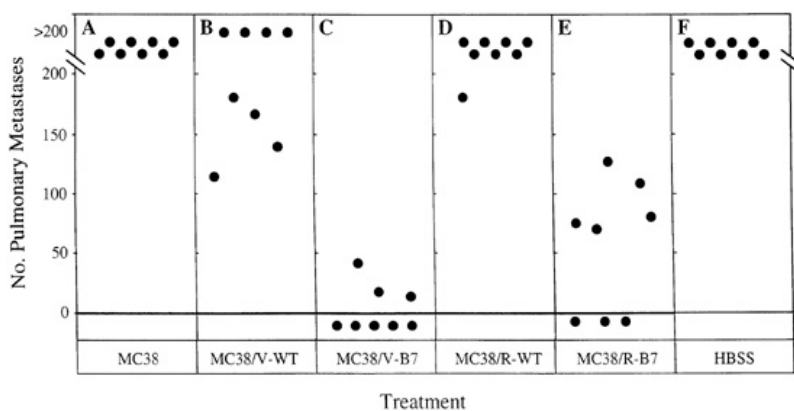 >200
A
B
C
D
E
F
200
150
100
50
0
No. Pulmonary Metastases
MC38
MC38/V-WT
MC38/V-B7
MC38/R-WT
MC38/R-B7
HBSS
Treatment